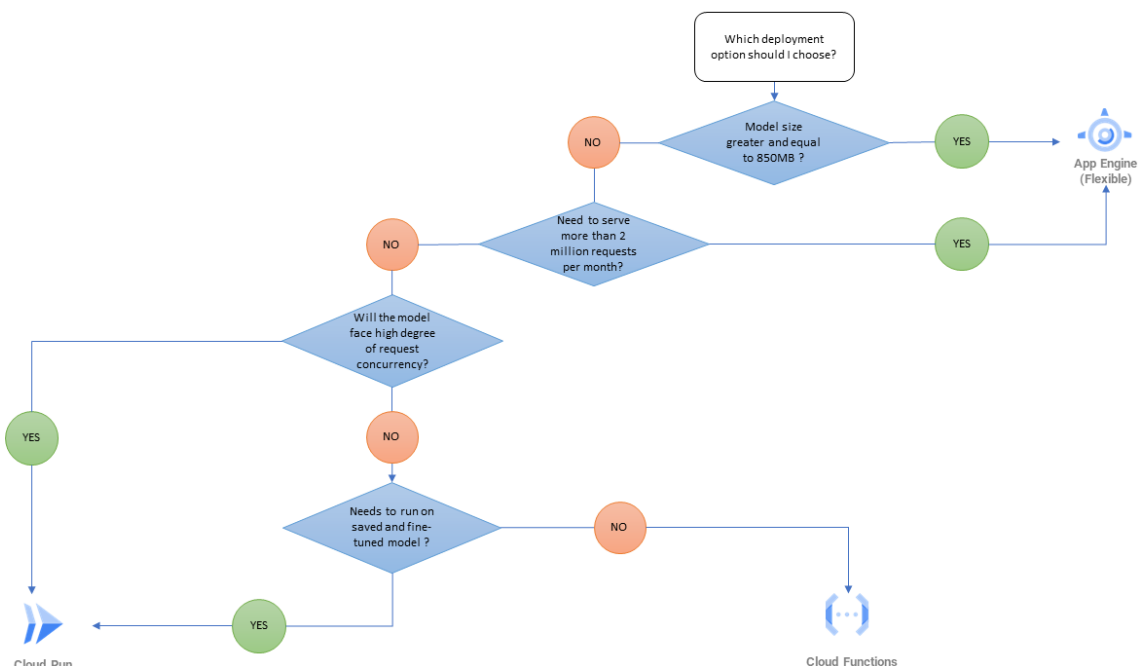 Which deployment
option should I choose?
Model size
greater and equal
to 850MB ?
NO
YES
App Engine
(Flexible)
Need to serve
more than 2
million requests
per month?
NO
YES
Will the model
face high degree
of request
concurrency?
YES
NO
Needs to run on
saved and fine-
tuned model ?
NO
YES
Cloud Run
Cloud Functions